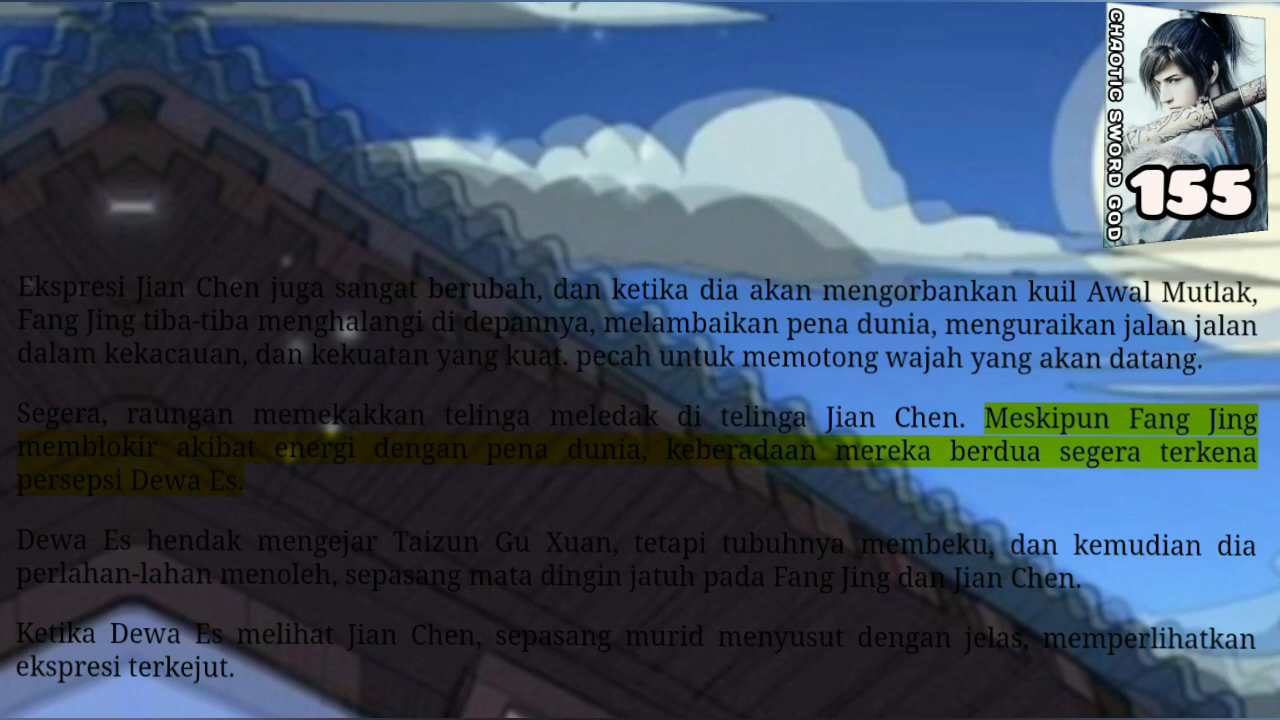 CHAOTIC SWORD GOD
155
Ekspresi Jian Chen juga sangat berubah, dan ketika dia akan mengorbankan kuil Awal Mutlak,
Fang Jing tiba-tiba menghalangi di depannya, melambaikan pena dunia, menguraikan jalan jalan
dalam kekacauan, dan kekuatan yang kuat. pecah untuk memotong wajah yang akan datang.
Segera, raungan memekakkan telinga meledak di telinga Jian Chen. Meskipun Fang Jing
memblokir akibat energi dengan pena dunia, keberadaan mereka berdua segera terkena
persepsi Dewa Es.
Dewa Es hendak mengejar Taizun Gu Xuan, tetapi tubuhnya membeku, dan kemudian dia
perlahan-lahan menoleh, sepasang mata dingin jatuh pada Fang Jing dan Jian Chen.
Ketika Dewa Es melihat Jian Chen, sepasang murid menyusut dengan jelas, memperlihatkan
ekspresi terkejut.